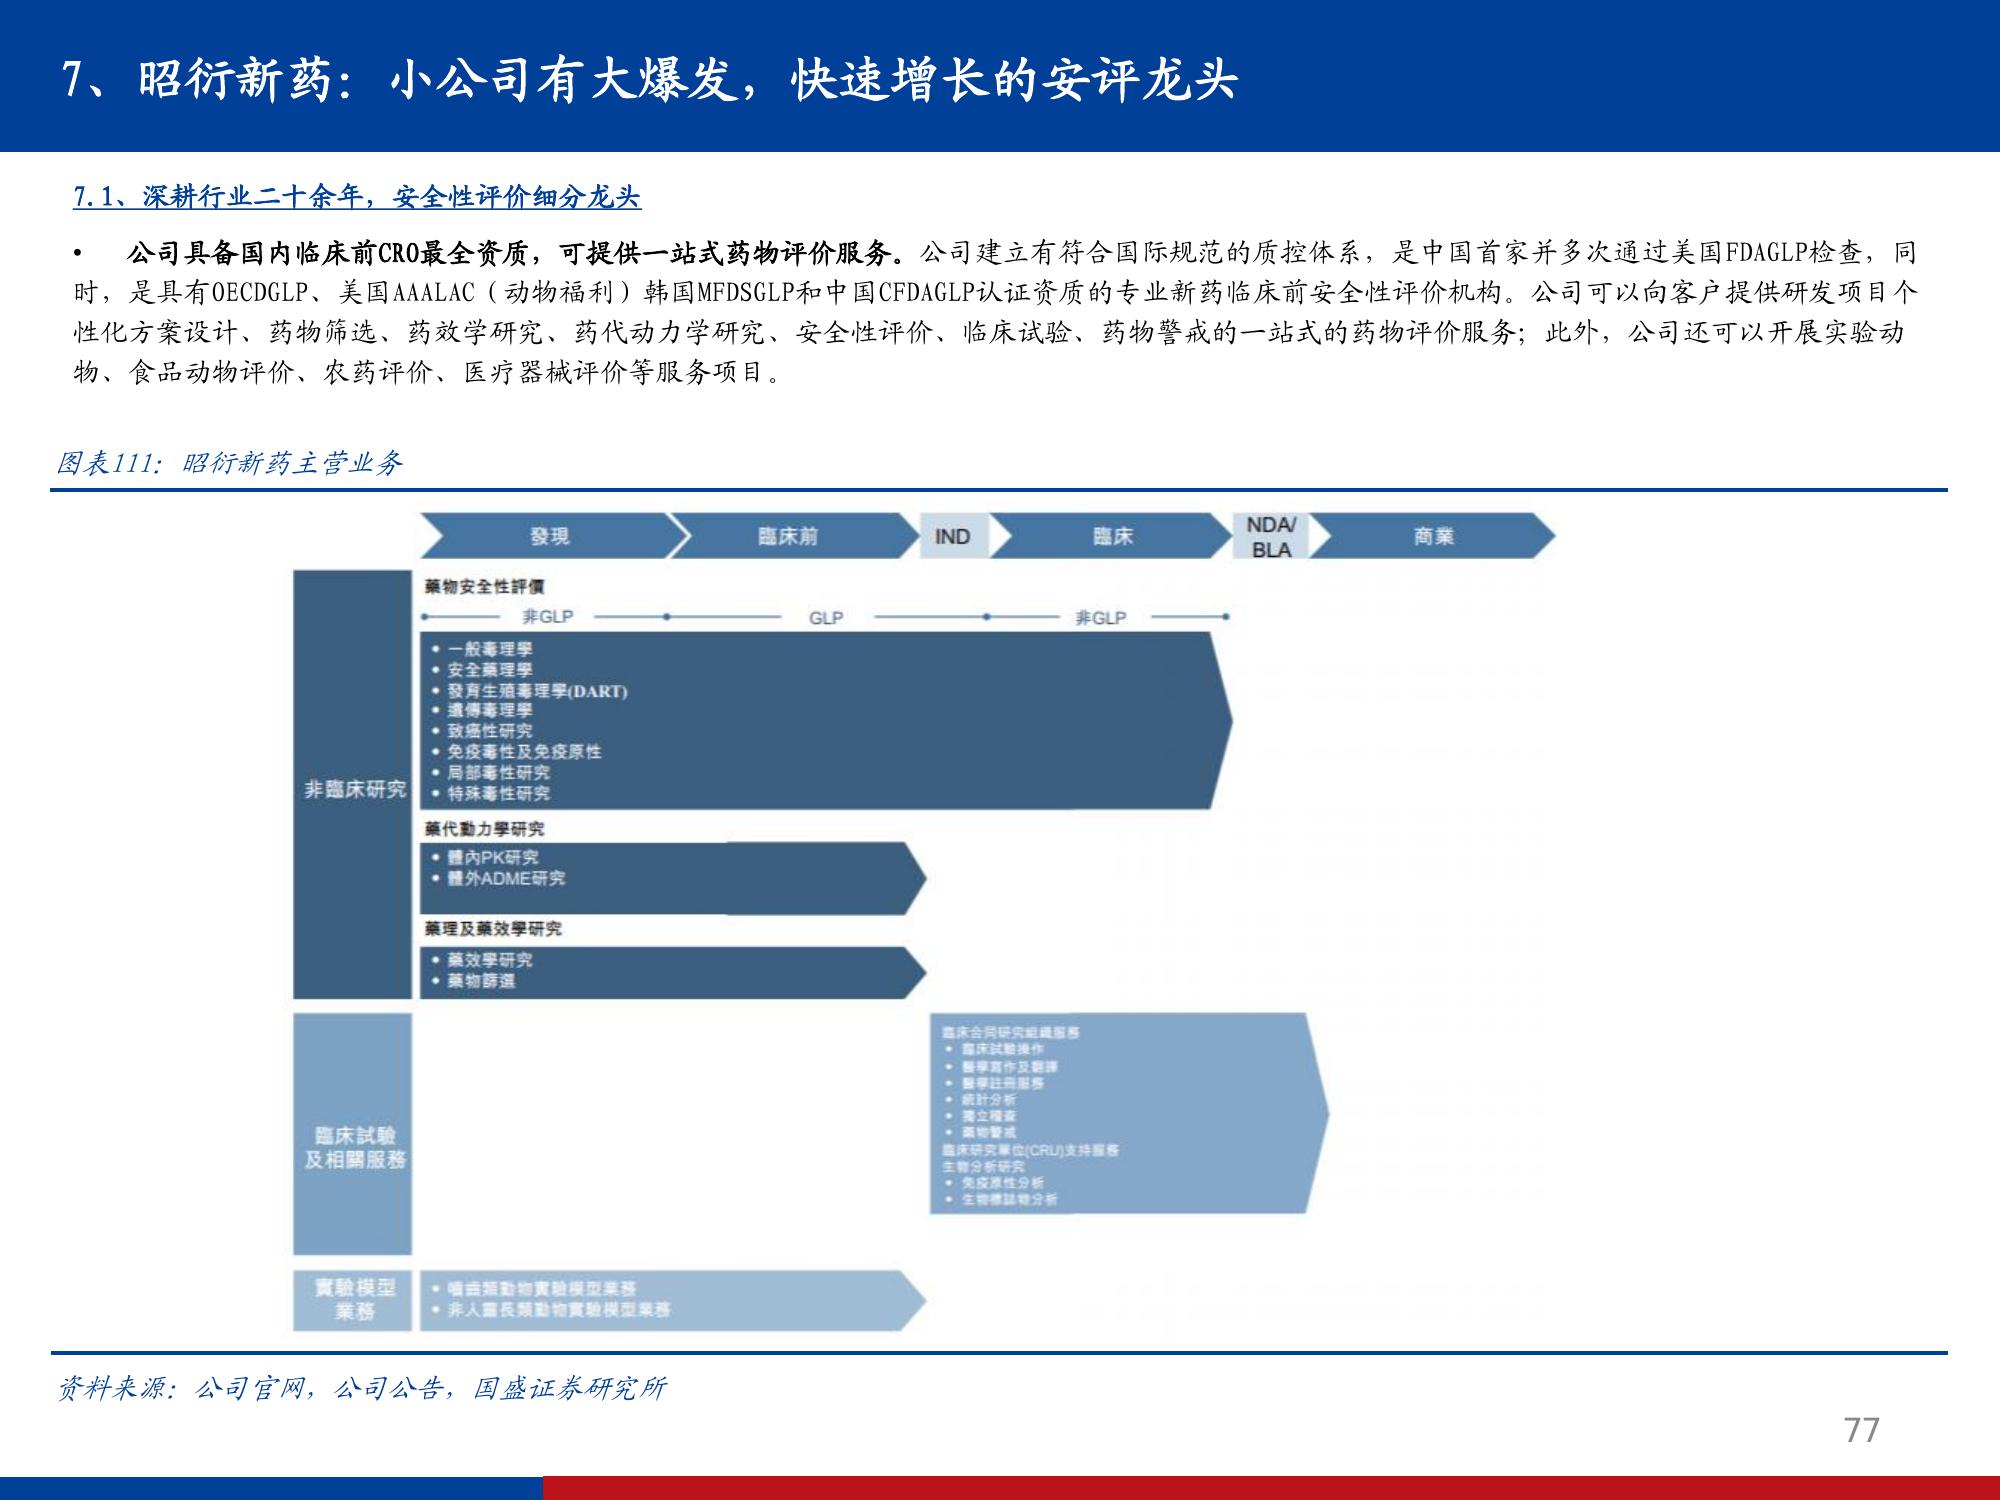 7、昭衍新药：小公司有大爆发，快速增长的安评龙头
7.1、深耕行业二十余年，安全性评价细分龙头
• 公司具备国内临床前CRO最全资质，可提供一站式药物评价服务。公司建立有符合国际规范的质控体系，是中国首家并多次通过美国FDAGLP检查，同
时，是具有OECDGLP、美国AAALAC（动物福利）韩国MFDSGLP和中国CFDAGLP认证资质的专业新药临床前安全性评价机构。公司可以向客户提供研发项目个
性化方案设计、药物筛选、药效学研究、药代动力学研究、安全性评价、临床试验、药物警戒的一站式的药物评价服务；此外，公司还可以开展实验动
物、食品动物评价、农药评价、医疗器械评价等服务项目。
图表111：昭衍新药主营业务
發現 臨床前 IND 臨床 NDA/
BLA 商業
藥物安全性評價
非GLP GLP 非GLP
非臨床研究
• 一般毒理學
• 安全藥理學
• 發育生殖毒理學(DART)
• 遺傳毒理學
• 致癌性研究
• 免疫毒性及免疫原性
• 局部毒性研究
• 特殊毒性研究
藥代動力學研究
• 體內PK研究
• 體外ADME研究
藥理及藥效學研究
• 藥效學研究
• 藥物篩選
臨床試驗
及相關服務
臨床合同研究組織服務
• 臨床試驗操作
• 醫學寫作及翻譯
• 醫學註冊服務
• 統計分析
• 獨立稽查
• 藥物警戒
臨床研究單位(CRU)支持服務
生物分析研究
• 免疫原性分析
• 生物標誌物分析
實驗模型
業務
• 嚙齒類動物實驗模型業務
• 非人靈長類動物實驗模型業務
资料来源：公司官网，公司公告，国盛证券研究所
77